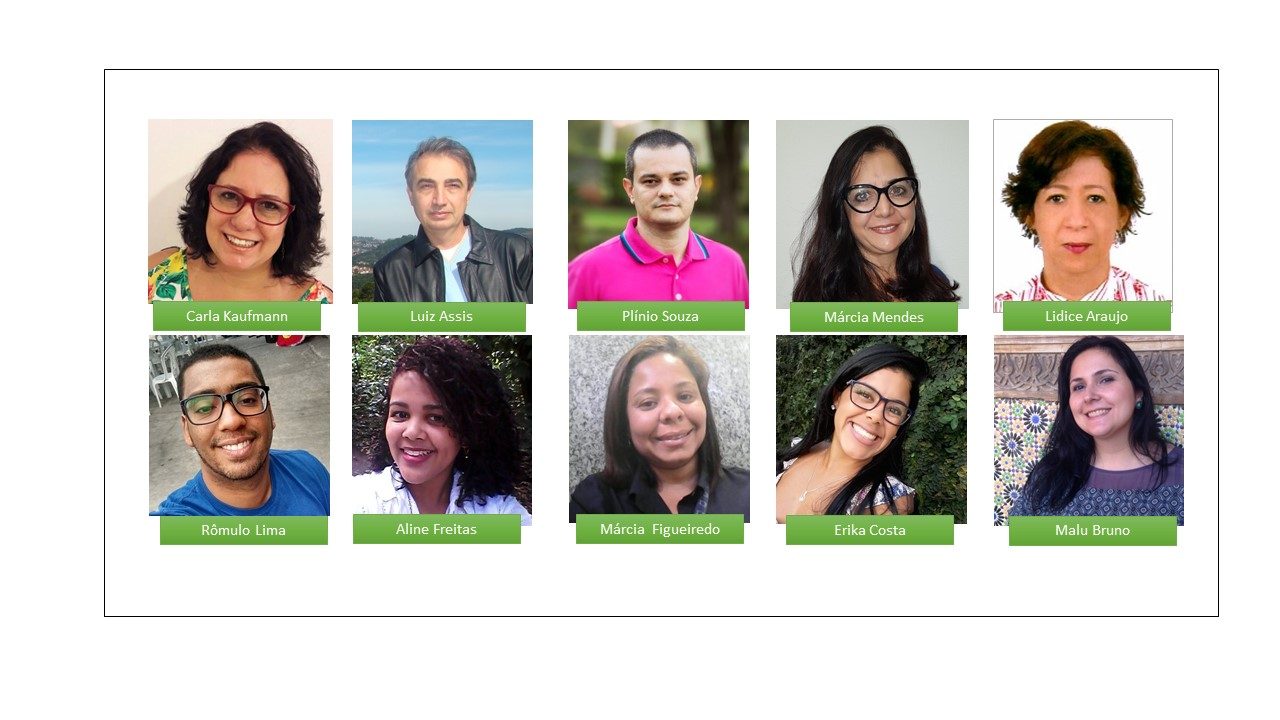 Carla Kaufmann
Luiz Assis
Plínio Souza
Márcia Mendes
Lidice Araujo
Rômulo Lima
Aline Freitas
Márcia Figueiredo
Erika Costa
Malu Bruno